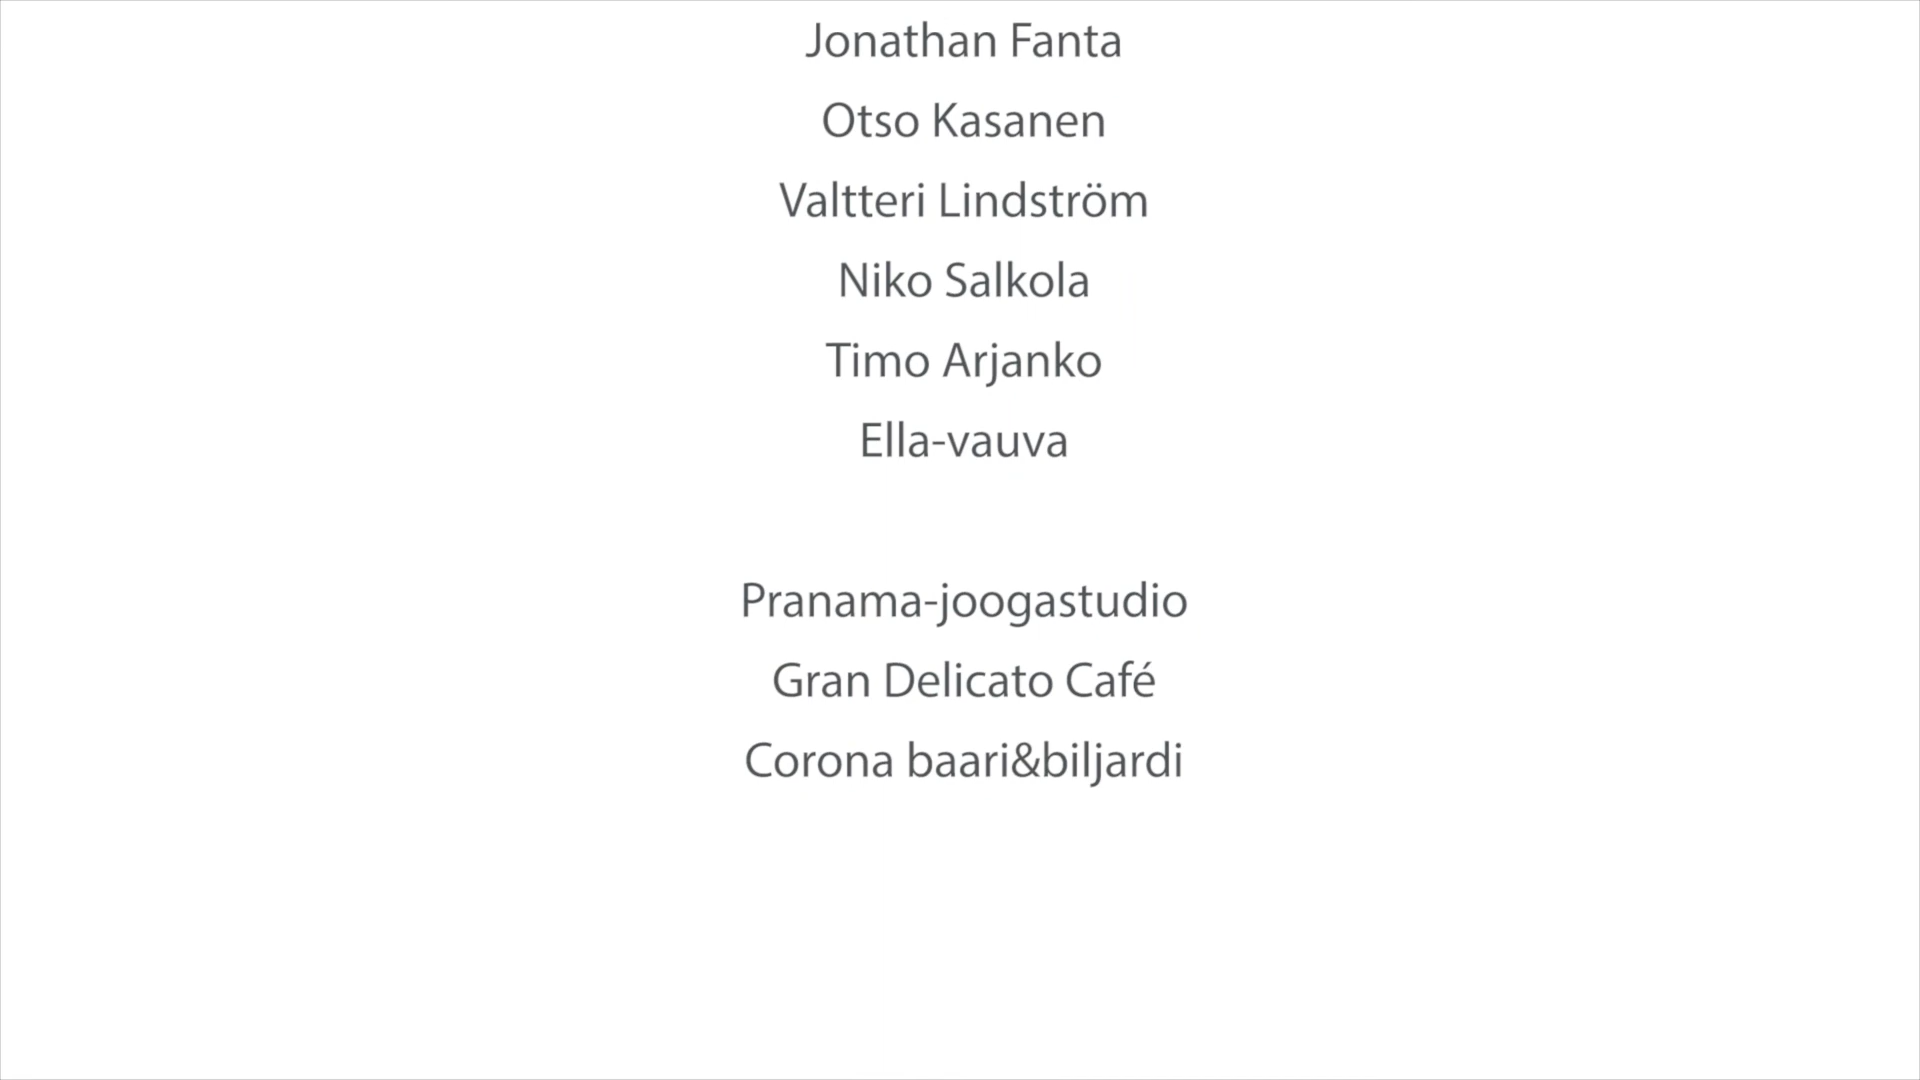 Jonathan Fanta
Otso Kasanen
Valtteri Lindström
Niko Salkola
Timo Arjanko
Ella-vauva
Pranama-joogastudio
Gran Delicato Café
Corona baari&biljardi